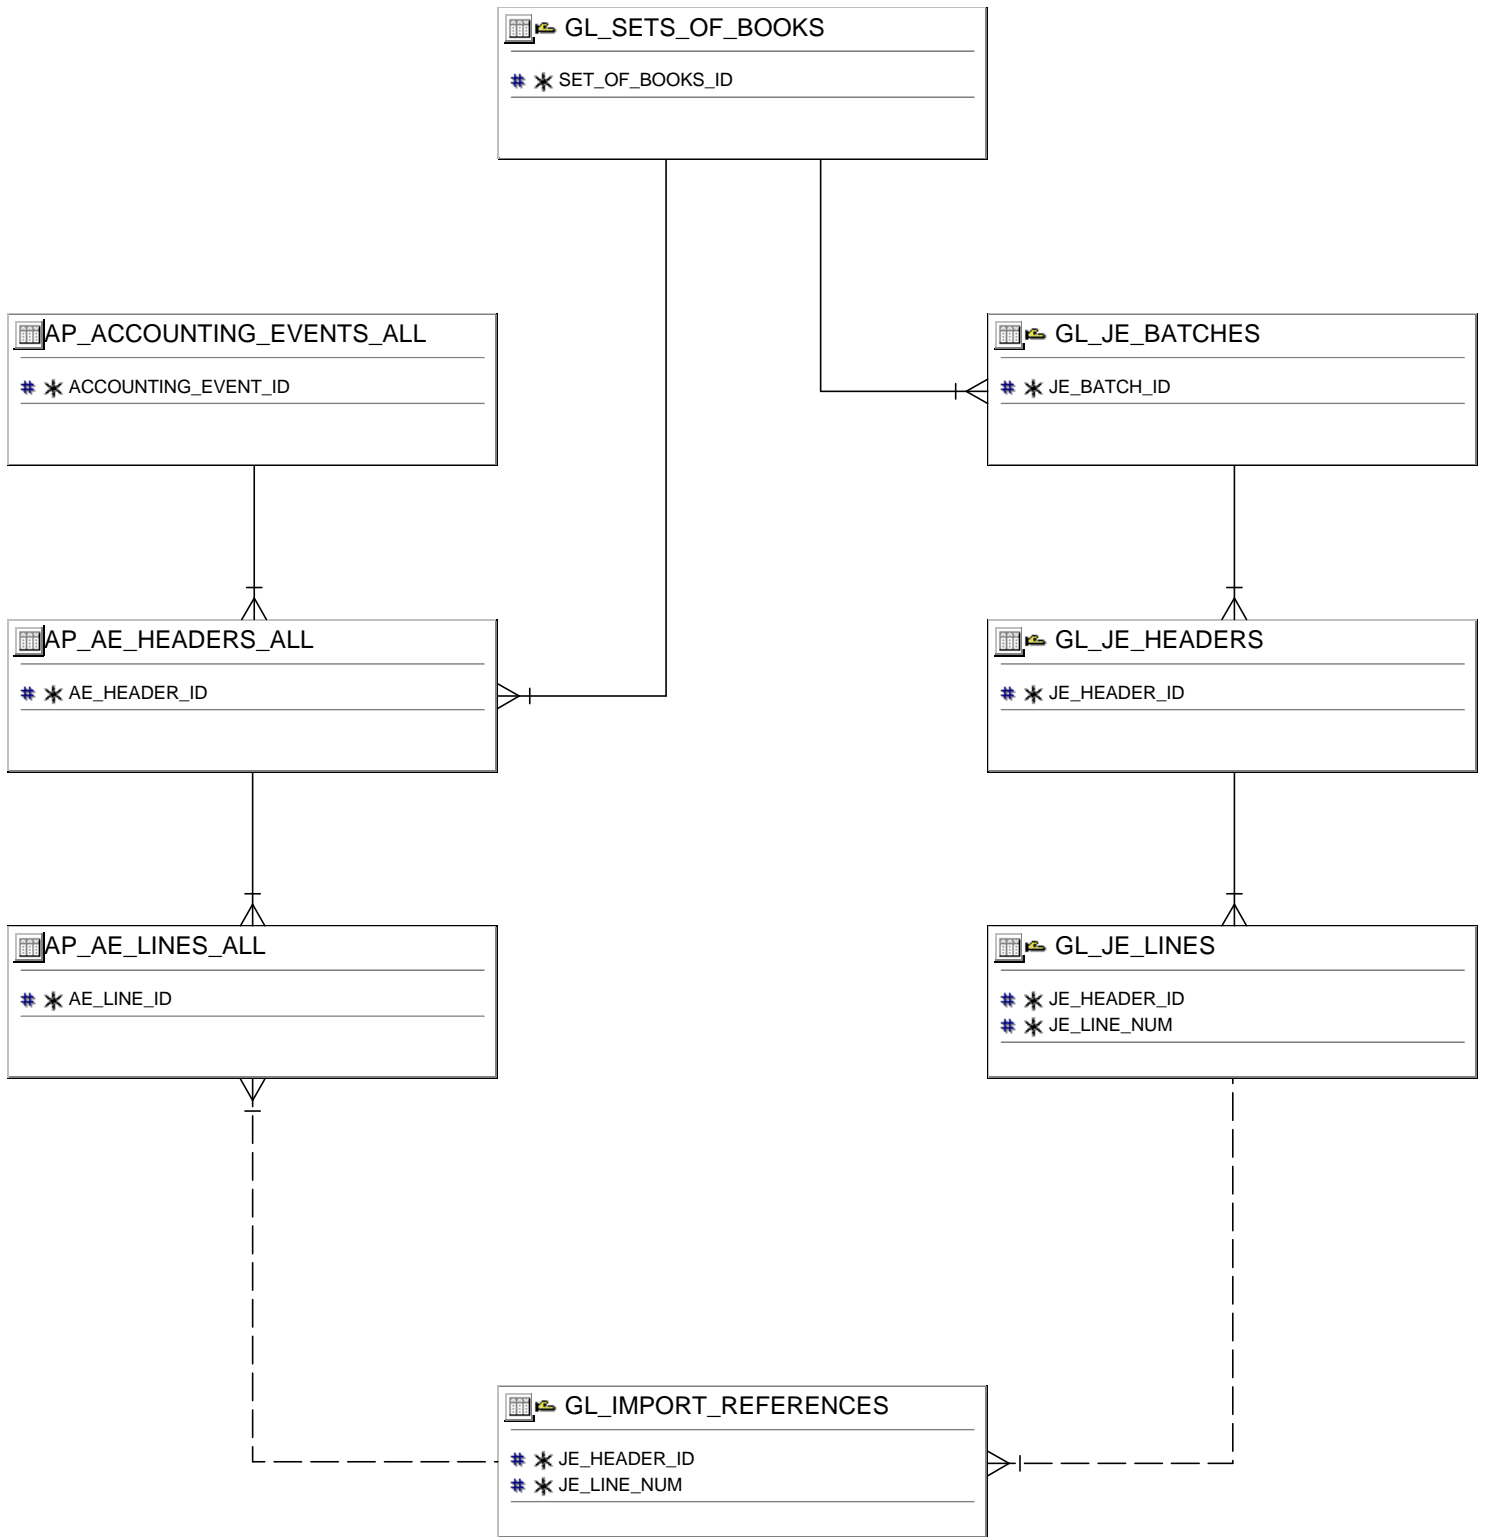 GL_SETS_OF_BOOKS
# * SET_OF_BOOKS_ID
AP_ACCOUNTING_EVENTS_ALL
# * ACCOUNTING_EVENT_ID
GL_JE_BATCHES
# * JE_BATCH_ID
AP_AE_HEADERS_ALL
# * AE_HEADER_ID
GL_JE_HEADERS
# * JE_HEADER_ID
AP_AE_LINES_ALL
# * AE_LINE_ID
GL_JE_LINES
# * JE_HEADER_ID
# * JE_LINE_NUM
GL_IMPORT_REFERENCES
# * JE_HEADER_ID
# * JE_LINE_NUM